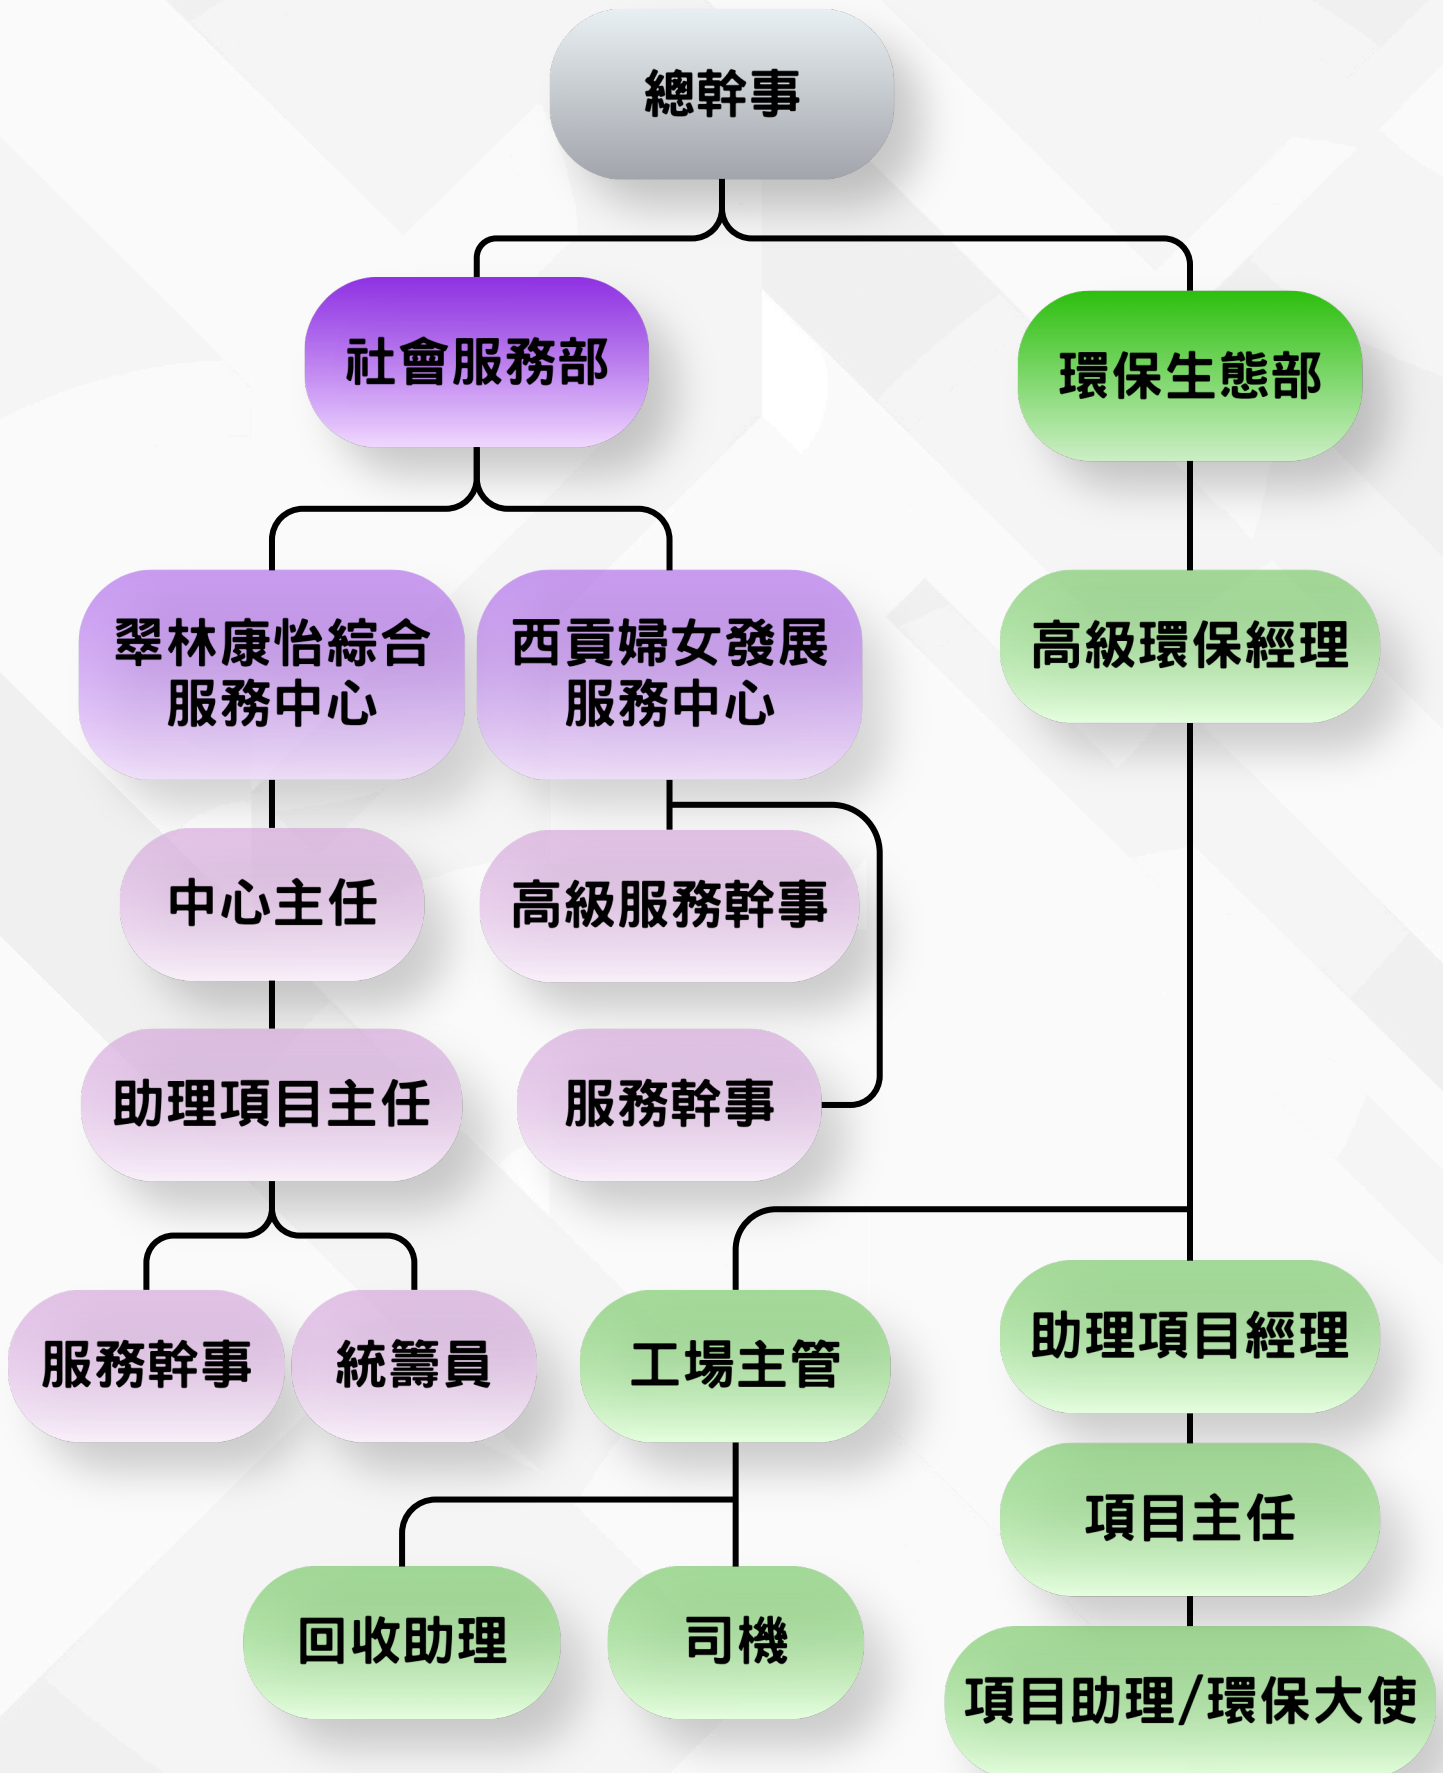 總幹事
社會服務部
環保生態部
翠林康怡綜合
服務中心
西貢婦女發展
服務中心
高級環保經理
中心主任
高級服務幹事
助理項目主任
服務幹事
服務幹事
統籌員
工場主管
助理項目經理
項目主任
回收助理
司機
項目助理/環保大使